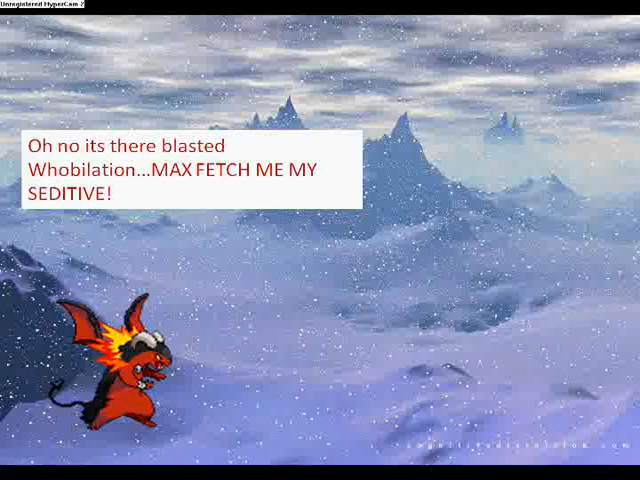 Unregistered HyperCam 2
Oh no its there blasted
Whobilation...MAX FETCH ME MY
SEDITIVE!